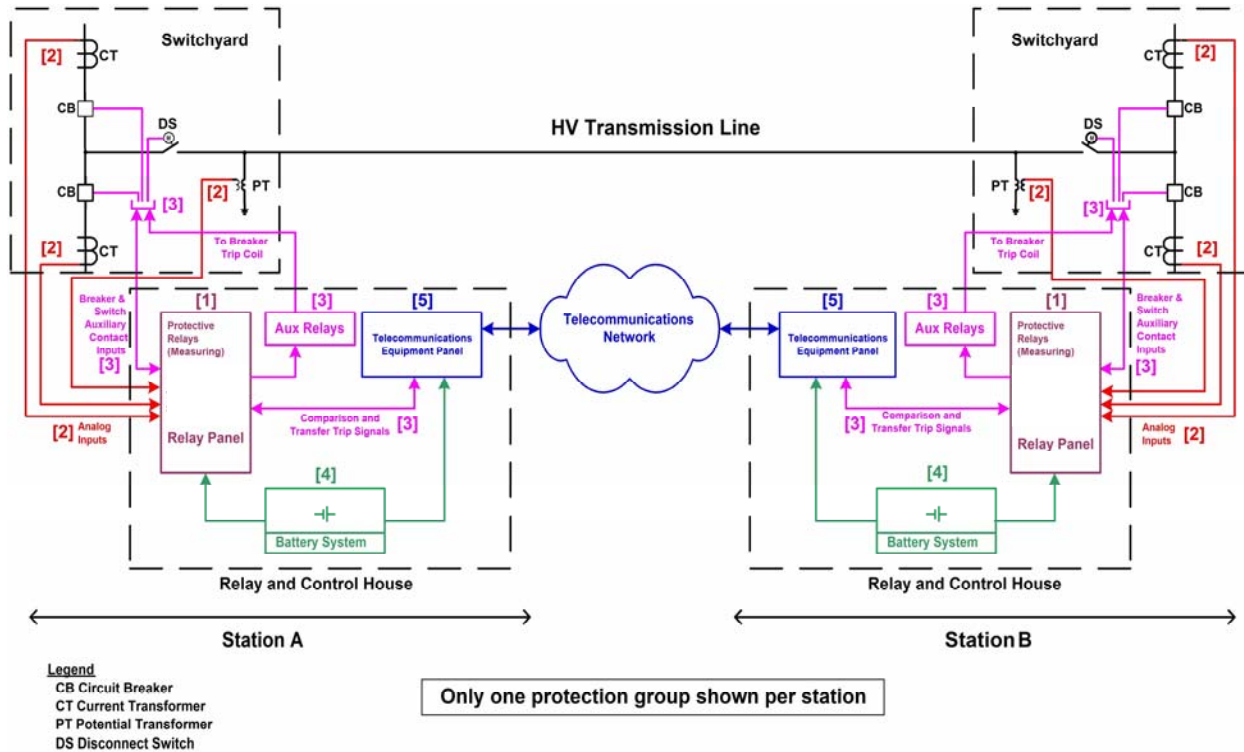 Switchyard
[2]
CT
CB
DS
CB
[3]
[2]
PT
[2]
CT
To Breaker
Trip Coil
HV Transmission Line
Switchyard
CT
[2]
CB
DS
PT
[2]
CB
[3]
CT
[2]
To Breaker
Trip Coil
Breaker &
Switch
Auxiliary
Contact
Inputs
[3]
[1]
Protective
Relays
(Measuring)
Relay Panel
[3]
Aux Relays
[5]
Telecommunications
Equipment Panel
Comparison and
Transfer Trip Signals
[3]
[2] Analog
Inputs
[4]
Battery System
Relay and Control House
Telecommunications
Network
[5]
Telecommunications
Equipment Panel
[3]
Aux Relays
[1]
Protective
Relays
(Measuring)
Relay Panel
Breaker &
Switch
Auxiliary
Contact
Inputs
[3]
Comparison and
[3] Transfer Trip Signals
Analog
Inputs
[2]
[4]
Battery System
Relay and Control House
Station A
Station B
Legend
CB Circuit Breaker
CT Current Transformer
PT Potential Transformer
DS Disconnect Switch
Only one protection group shown per station